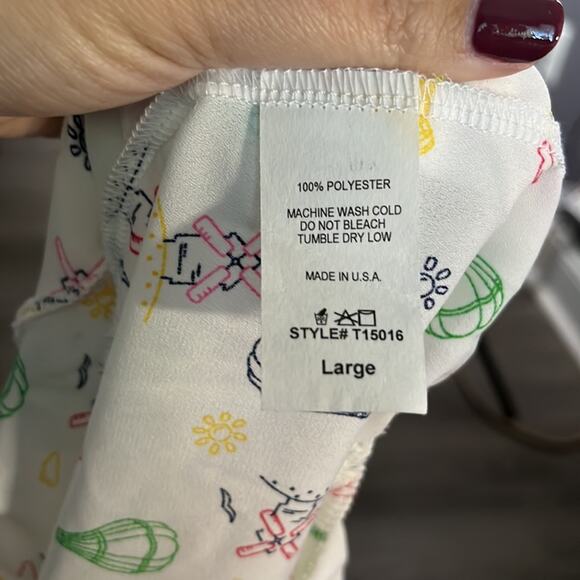 100% POLYESTER
MACHINE WASH COLD
DO NOT BLEACH
TUMBLE DRY LOW
MADE IN U.S.A.
STYLE# T15016
Large